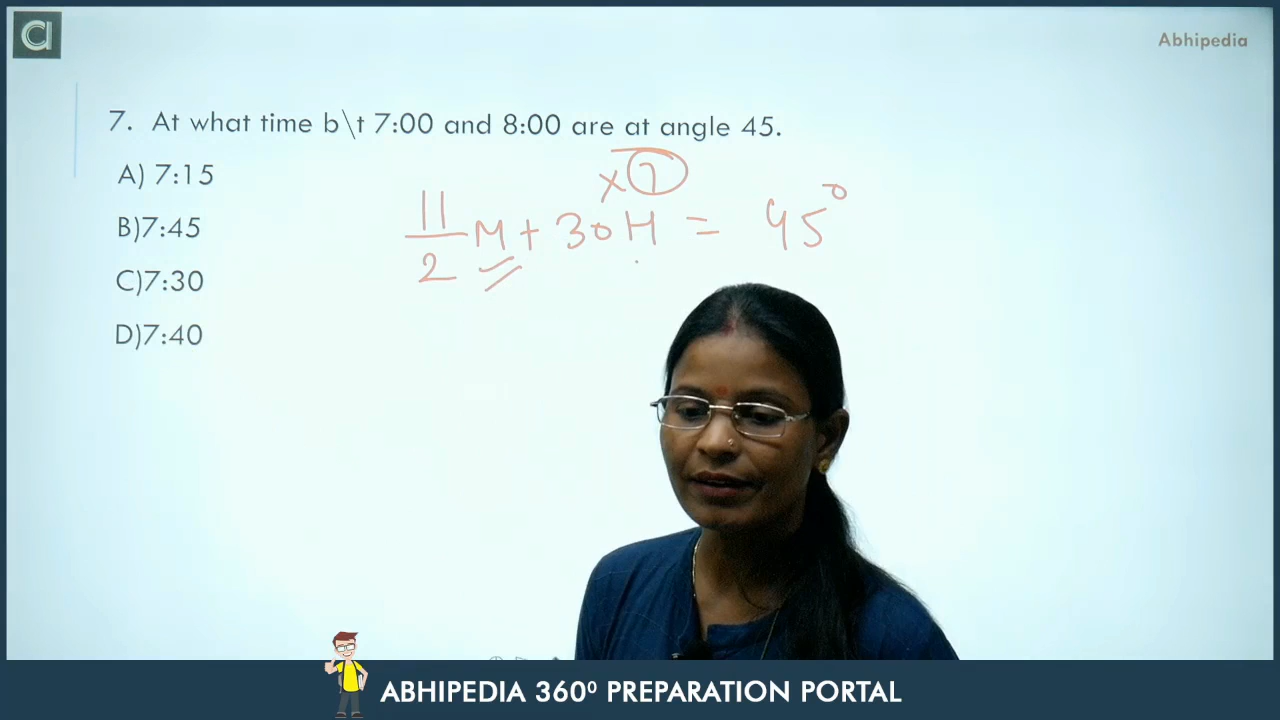 Abhipedia
7. At what time b\t 7:00 and 8:00 are at angle 45.
A) 7:15
B)7:45
C)7:30
D)7:40
×7
11/2 M + 30H = 45°
ABHIPEDIA 360⁰ PREPARATION PORTAL